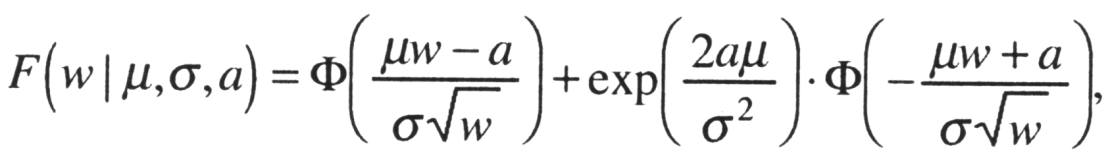 F(w | μ,σ,a) = Φ((μw − a)/(σ√w)) + exp(2aμ/σ²) · Φ(−(μw + a)/(σ√w)),